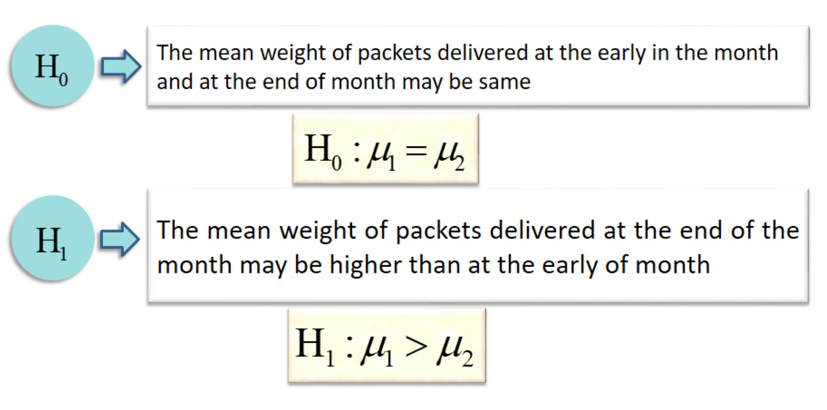 H₀
The mean weight of packets delivered at the early in the month
and at the end of month may be same
H₀ : μ₁ = μ₂
H₁
The mean weight of packets delivered at the end of the
month may be higher than at the early of month
H₁ : μ₁ > μ₂